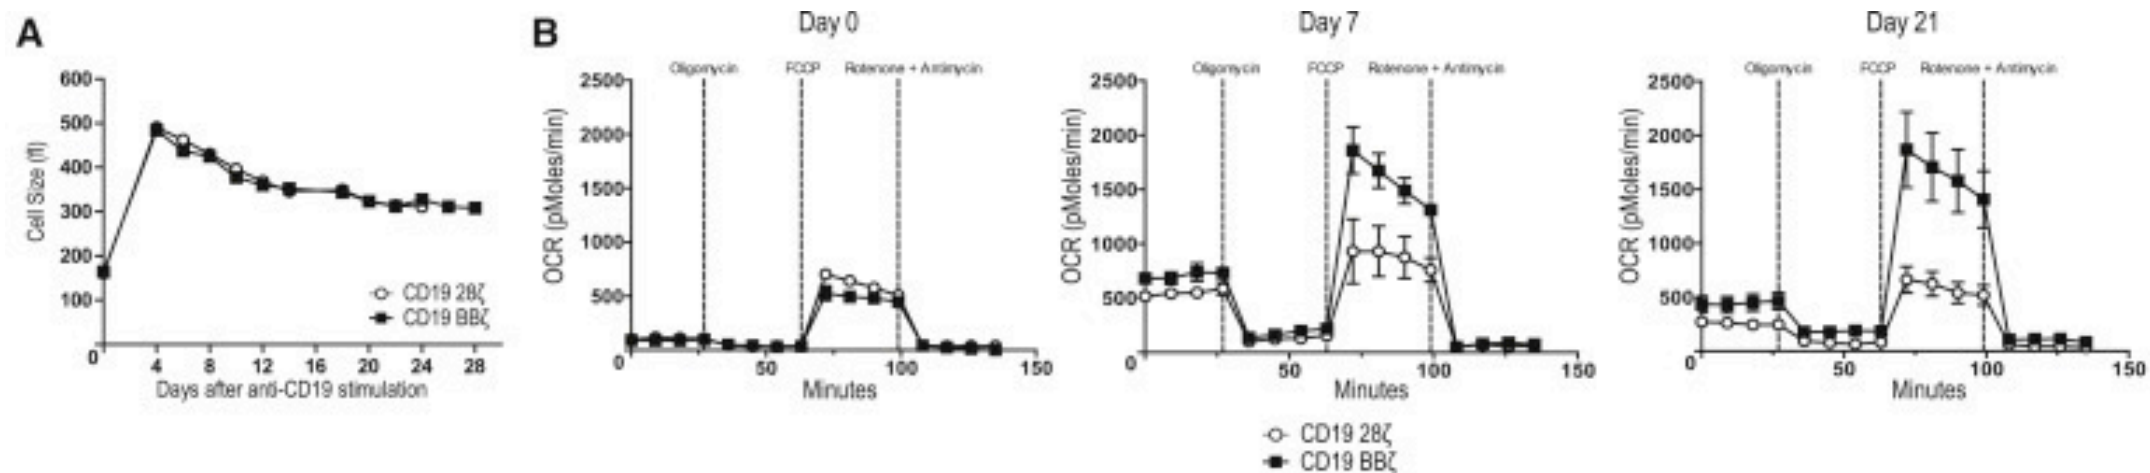 A
600
500
400
300
200
100
0
4 8 12 16 20 24 28
Cell Size (fl)
Days after anti-CD19 stimulation
CD19 28ζ
CD19 BBζ
B
Day 0
Oligomycin FCCP Rotenone + Antimycin
2500
2000
1500
1000
500
0 50 100 150
OCR (pMoles/min)
Minutes
Day 7
Oligomycin FCCP Rotenone + Antimycin
2500
2000
1500
1000
500
0 50 100 150
OCR (pMoles/min)
Minutes
Day 21
Oligomycin FCCP Rotenone + Antimycin
2500
2000
1500
1000
500
0 50 100 150
OCR (pMoles/min)
Minutes
CD19 28ζ
CD19 BBζ